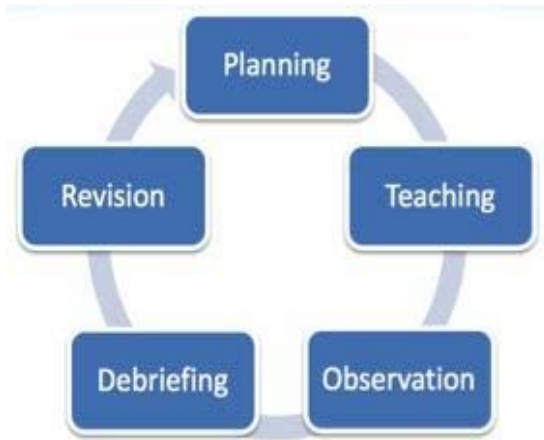 Planning
Teaching
Observation
Debriefing
Revision